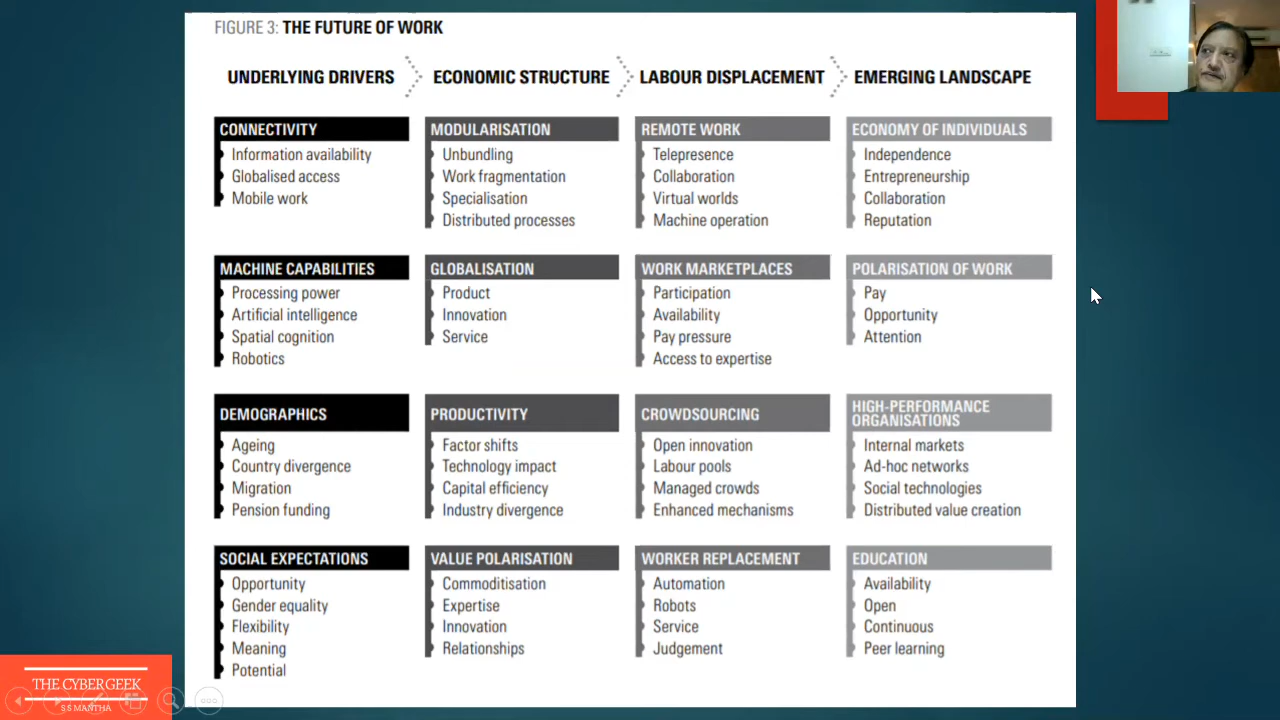 FIGURE 3: THE FUTURE OF WORK
UNDERLYING DRIVERS
ECONOMIC STRUCTURE
LABOUR DISPLACEMENT
EMERGING LANDSCAPE
CONNECTIVITY
Information availability
Globalised access
Mobile work
MODULARISATION
Unbundling
Work fragmentation
Specialisation
Distributed processes
REMOTE WORK
Telepresence
Collaboration
Virtual worlds
Machine operation
ECONOMY OF INDIVIDUALS
Independence
Entrepreneurship
Collaboration
Reputation
MACHINE CAPABILITIES
Processing power
Artificial intelligence
Spatial cognition
Robotics
GLOBALISATION
Product
Innovation
Service
WORK MARKETPLACES
Participation
Availability
Pay pressure
Access to expertise
POLARISATION OF WORK
Pay
Opportunity
Attention
DEMOGRAPHICS
Ageing
Country divergence
Migration
Pension funding
PRODUCTIVITY
Factor shifts
Technology impact
Capital efficiency
Industry divergence
CROWDSOURCING
Open innovation
Labour pools
Managed crowds
Enhanced mechanisms
HIGH-PERFORMANCE
ORGANISATIONS
Internal markets
Ad-hoc networks
Social technologies
Distributed value creation
SOCIAL EXPECTATIONS
Opportunity
Gender equality
Flexibility
Meaning
Potential
VALUE POLARISATION
Commoditisation
Expertise
Innovation
Relationships
WORKER REPLACEMENT
Automation
Robots
Service
Judgement
EDUCATION
Availability
Open
Continuous
Peer learning
THE CYBERGEEK
S S MANTHA